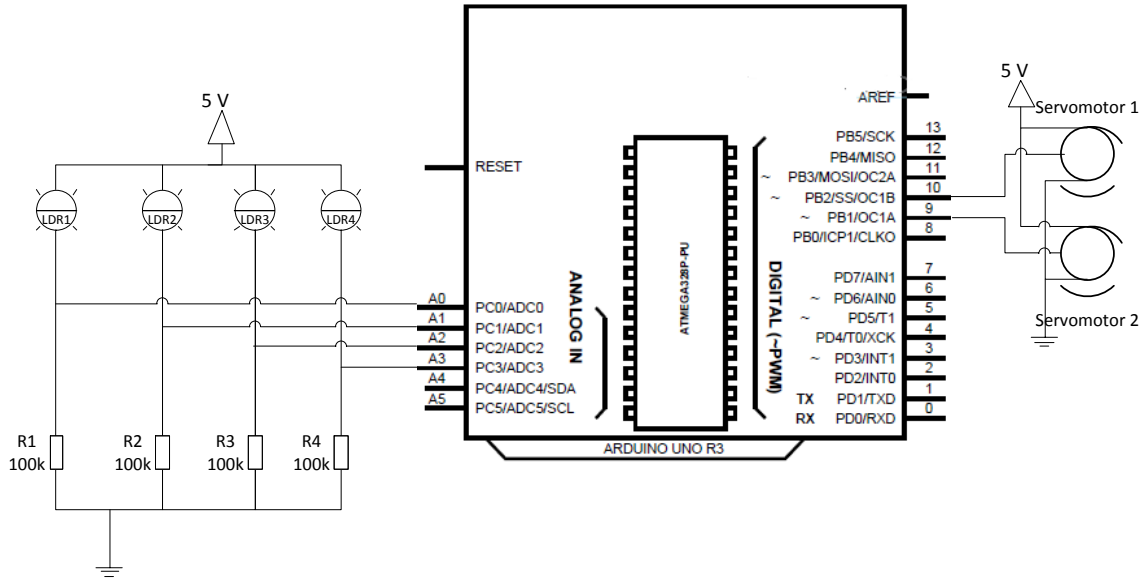 5 V
LDR1
LDR2
LDR3
LDR4
R1
100k
R2
100k
R3
100k
R4
100k
RESET
A0
A1
A2
A3
A4
A5
PC0/ADC0
PC1/ADC1
PC2/ADC2
PC3/ADC3
PC4/ADC4/SDA
PC5/ADC5/SCL
ANALOG IN
ATMEGA328P-PU
DIGITAL (~PWM)
AREF
PB5/SCK 13
PB4/MISO 12
~ PB3/MOSI/OC2A 11
~ PB2/SS/OC1B 10
~ PB1/OC1A 9
PB0/ICP1/CLKO 8
PD7/AIN1 7
~ PD6/AIN0 6
~ PD5/T1 5
PD4/T0/XCK 4
~ PD3/INT1 3
PD2/INT0 2
TX PD1/TXD 1
RX PD0/RXD 0
ARDUINO UNO R3
5 V
Servomotor 1
Servomotor 2